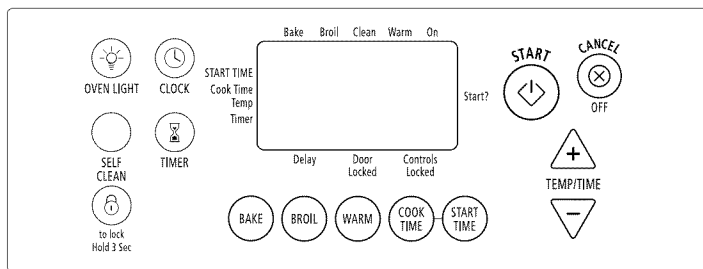 Bake Broil Clean Warm On
START TIME
Cook Time
Temp
Timer
Start?
Delay
Door
Locked
Controls
Locked
OVEN LIGHT
CLOCK
SELF
CLEAN
TIMER
to lock
Hold 3 Sec
BAKE
BROIL
WARM
COOK
TIME
START
TIME
START
CANCEL
OFF
+
TEMP/TIME
−